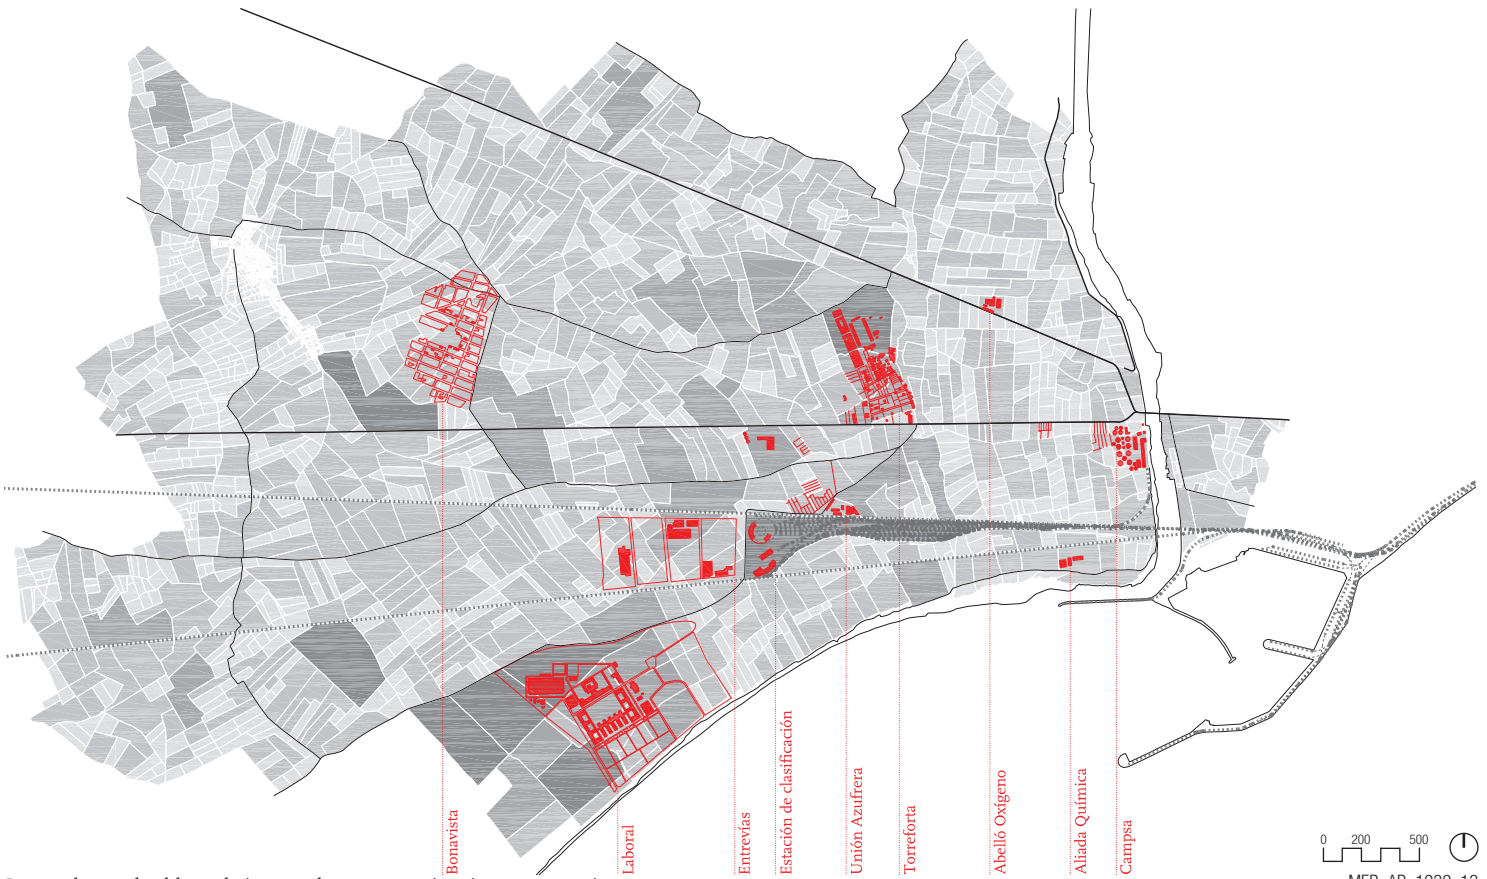 Bonavista
Laboral
Entrevías
Estación de clasificación
Unión Azufrera
Torreforta
Abelló Oxígeno
Aliada Química
Campsa
0 200 500